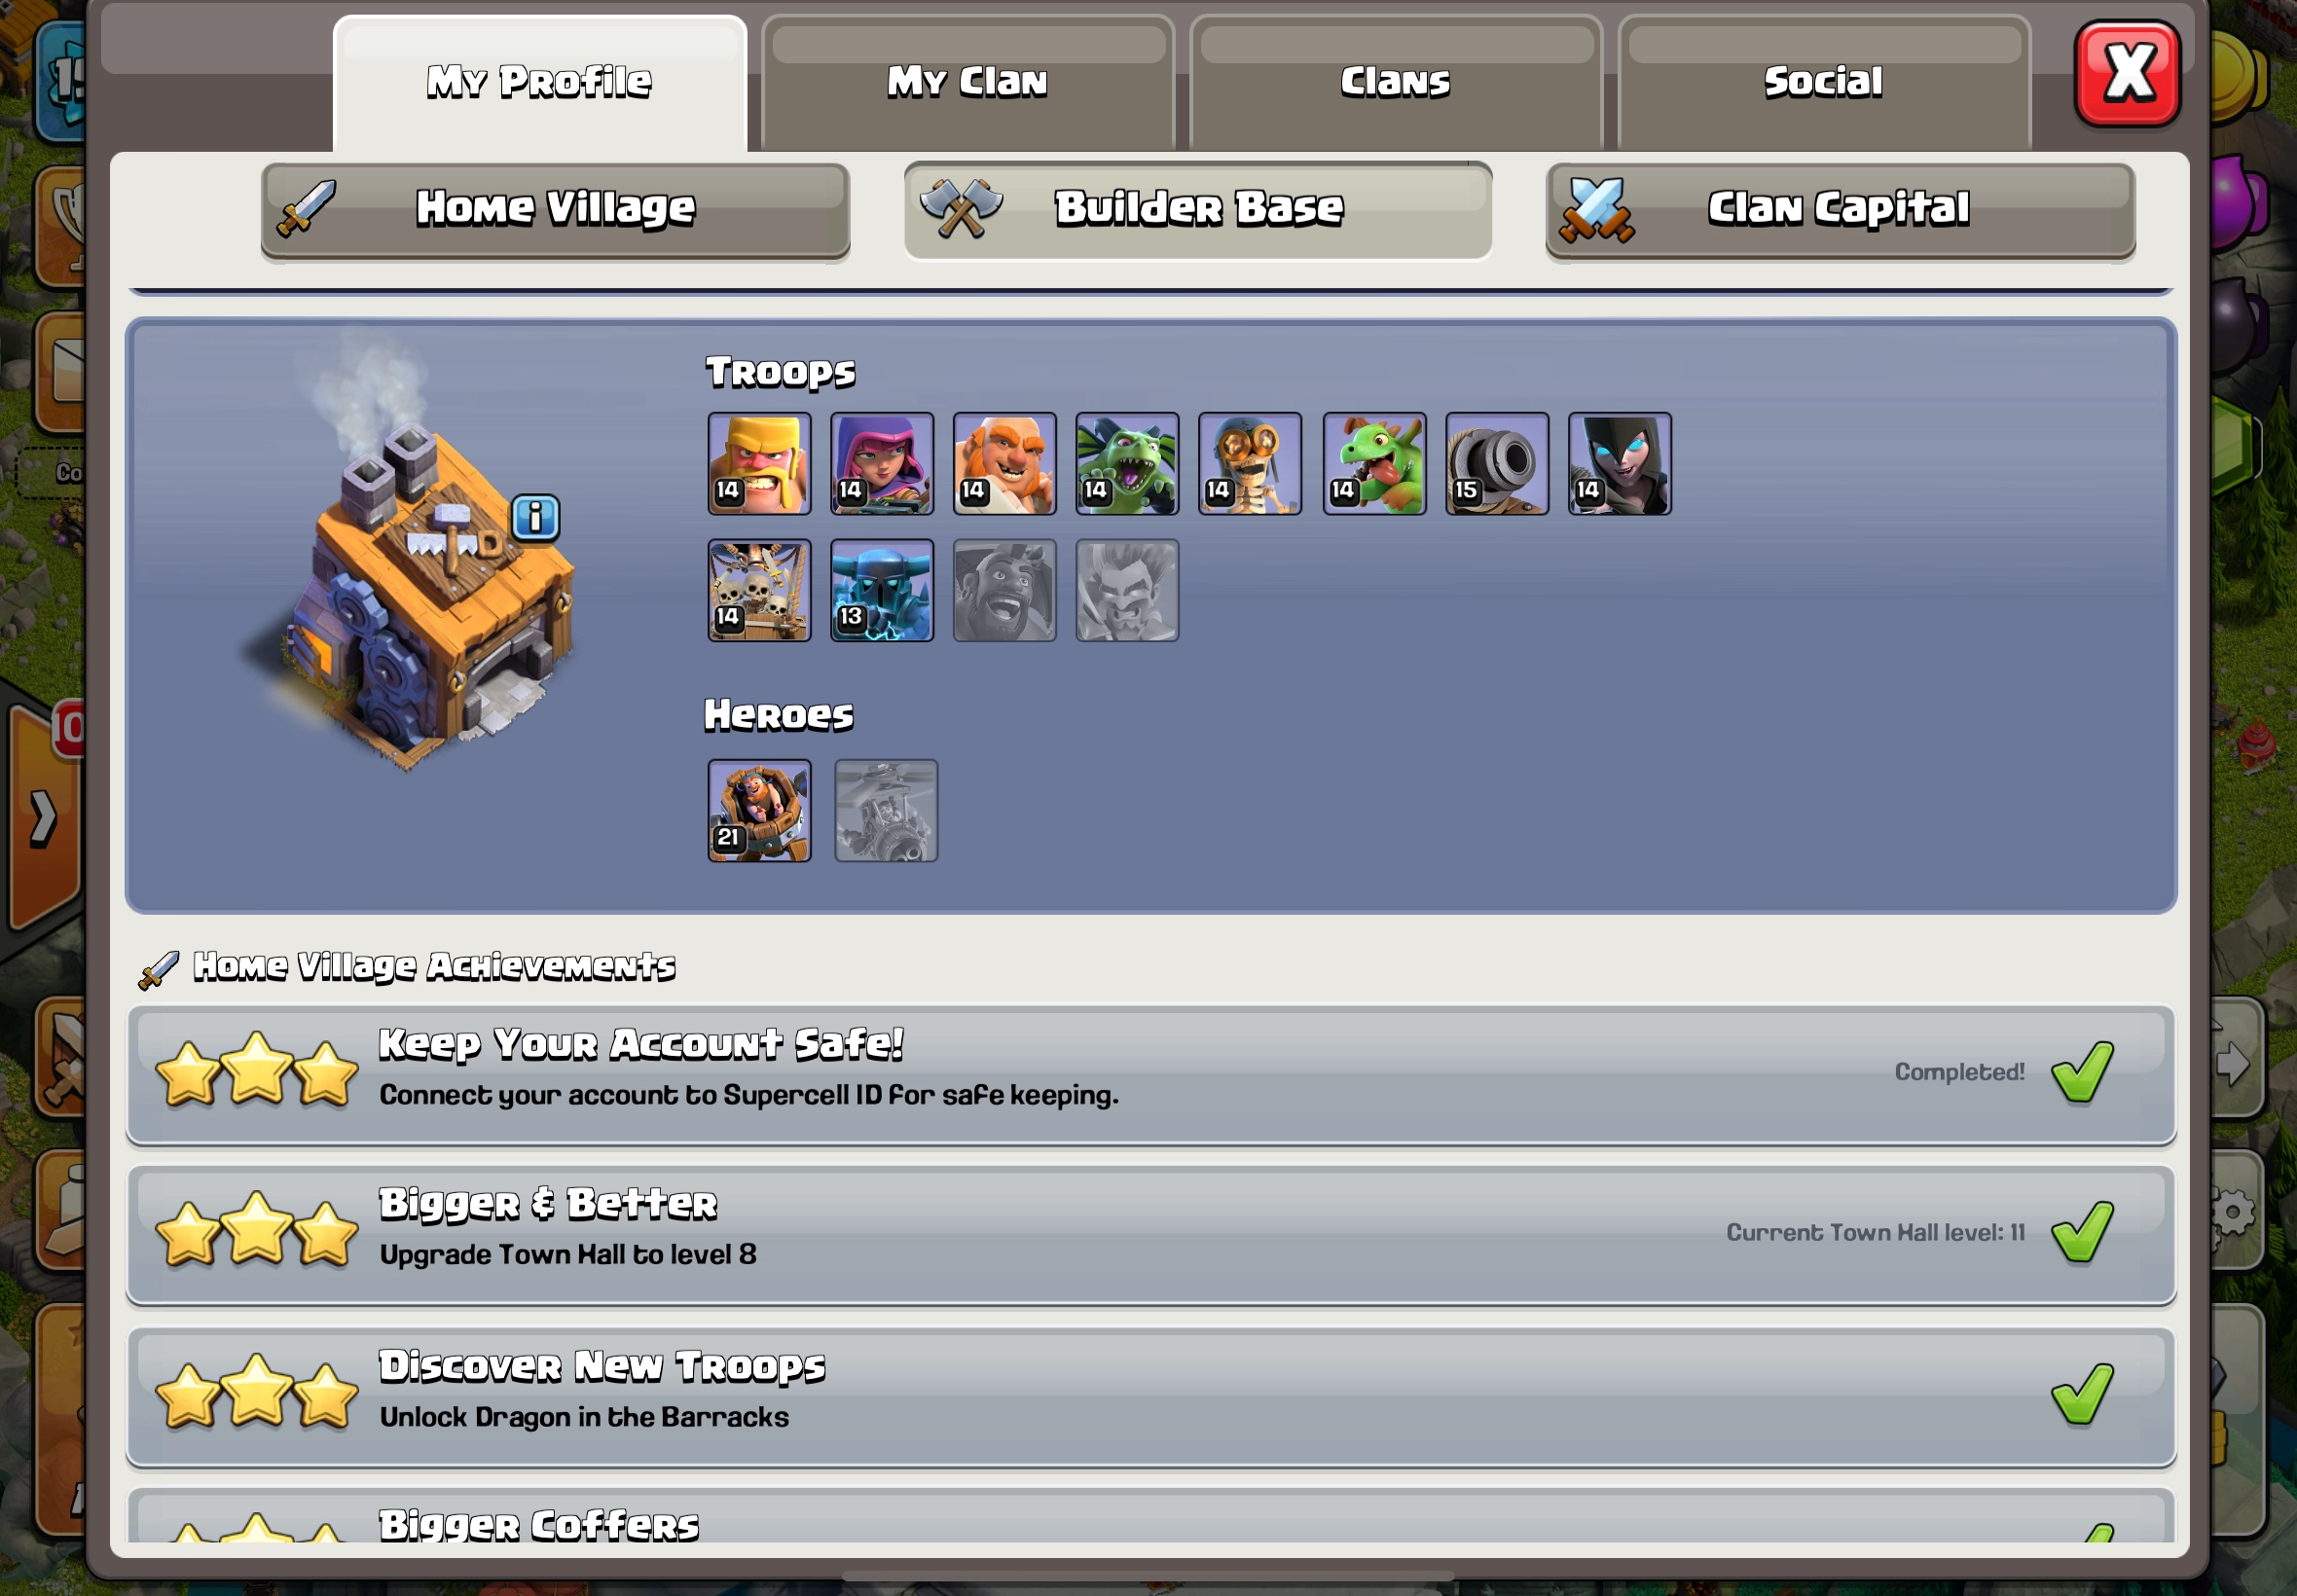 My Profile
My Clan
Clans
Social
X
Home Village
Builder Base
Clan Capital
Troops
14
14
14
14
14
14
15
14
14
13
Heroes
21
Home Village Achievements
Keep Your Account Safe!
Connect your account to Supercell ID for safe keeping.
Completed!
Bigger & Better
Upgrade Town Hall to level 8
Current Town Hall level: 11
Discover New Troops
Unlock Dragon in the Barracks
Bigger Coffers